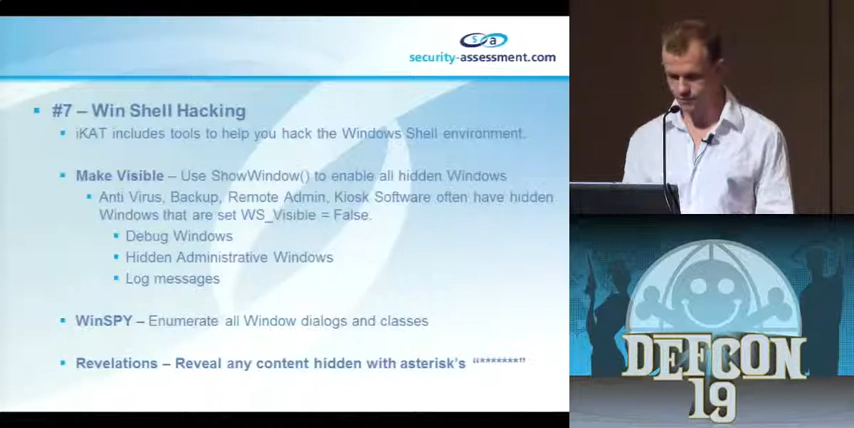 sa
security-assessment.com
#7 – Win Shell Hacking
iKAT includes tools to help you hack the Windows Shell environment.
Make Visible – Use ShowWindow() to enable all hidden Windows
Anti Virus, Backup, Remote Admin, Kiosk Software often have hidden
Windows that are set WS_Visible = False.
Debug Windows
Hidden Administrative Windows
Log messages
WinSPY – Enumerate all Window dialogs and classes
Revelations – Reveal any content hidden with asterisk's “*******”
DEFCON
19